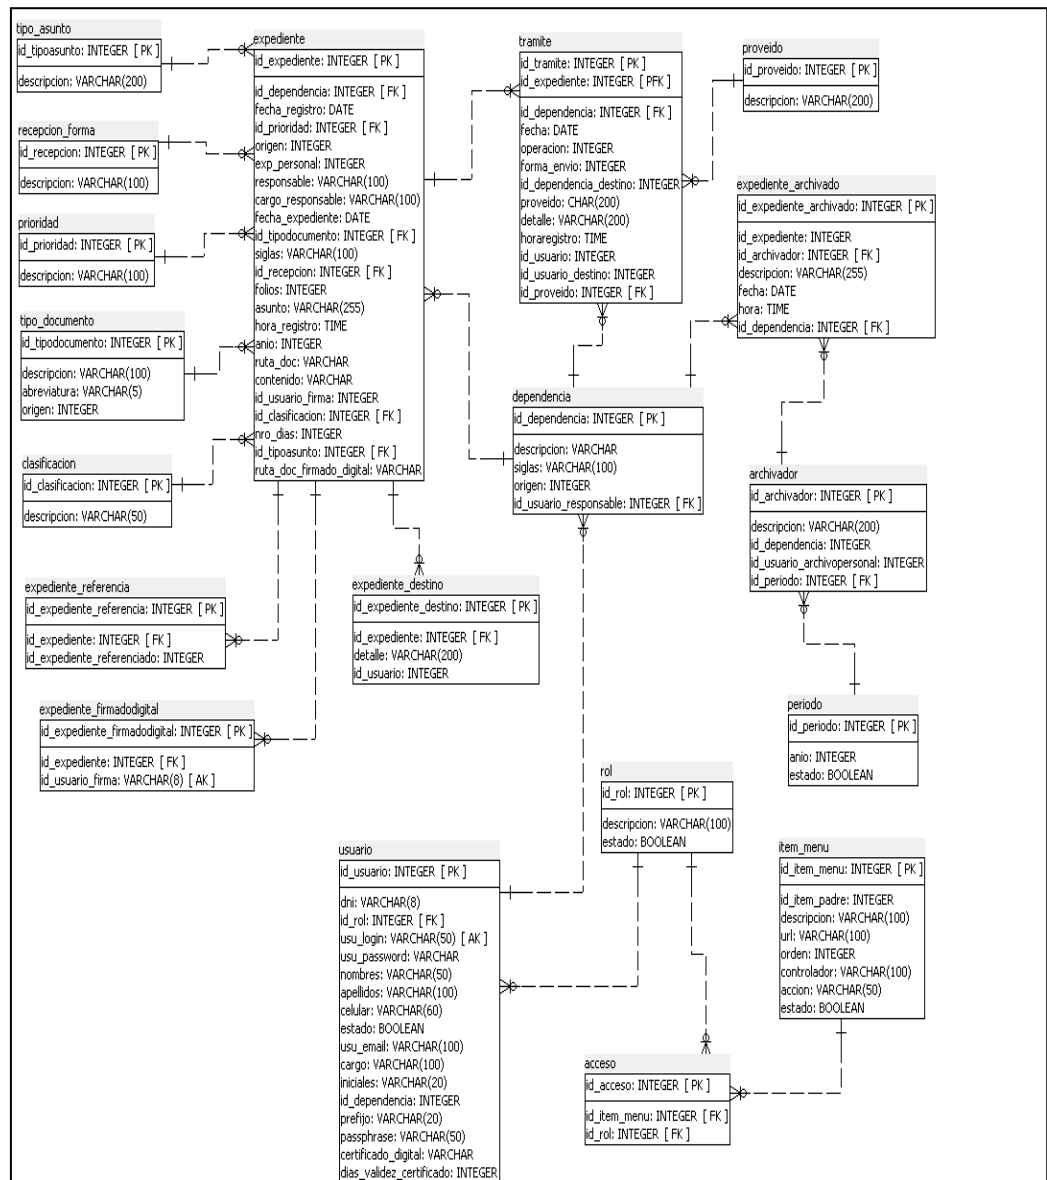 tipo_asunto
id_tipoasunto: INTEGER [ PK ]
descripcion: VARCHAR(200)
recepcion_forma
id_recepcion: INTEGER [ PK ]
descripcion: VARCHAR(100)
prioridad
id_prioridad: INTEGER [ PK ]
descripcion: VARCHAR(100)
tipo_documento
id_tipodocumento: INTEGER [ PK ]
descripcion: VARCHAR(100)
abreviatura: VARCHAR(5)
origen: INTEGER
clasificacion
id_clasificacion: INTEGER [ PK ]
descripcion: VARCHAR(50)
expediente
id_expediente: INTEGER [ PK ]
id_dependencia: INTEGER [ FK ]
fecha_registro: DATE
id_prioridad: INTEGER [ FK ]
origen: INTEGER
exp_personal: INTEGER
responsable: VARCHAR(100)
cargo_responsable: VARCHAR(100)
fecha_expediente: DATE
id_tipodocumento: INTEGER [ FK ]
siglas: VARCHAR(100)
id_recepcion: INTEGER [ FK ]
folios: INTEGER
asunto: VARCHAR(255)
hora_registro: TIME
anio: INTEGER
ruta_doc: VARCHAR
contenido: VARCHAR
id_usuario_firma: INTEGER
id_clasificacion: INTEGER [ FK ]
nro_dias: INTEGER
id_tipoasunto: INTEGER [ FK ]
ruta_doc_firmado_digital: VARCHAR
tramite
id_tramite: INTEGER [ PK ]
id_expediente: INTEGER [ PFK ]
id_dependencia: INTEGER [ FK ]
fecha: DATE
operacion: INTEGER
forma_envio: INTEGER
id_dependencia_destino: INTEGER
proveido: CHAR(200)
detalle: VARCHAR(200)
horaregistro: TIME
id_usuario: INTEGER
id_usuario_destino: INTEGER
id_proveido: INTEGER [ FK ]
proveido
id_proveido: INTEGER [ PK ]
descripcion: VARCHAR(200)
expediente_archivado
id_expediente_archivado: INTEGER [ PK ]
id_expediente: INTEGER
id_archivador: INTEGER [ FK ]
descripcion: VARCHAR(255)
fecha: DATE
hora: TIME
id_dependencia: INTEGER [ FK ]
dependencia
id_dependencia: INTEGER [ PK ]
descripcion: VARCHAR
siglas: VARCHAR(100)
origen: INTEGER
id_usuario_responsable: INTEGER [ FK ]
archivador
id_archivador: INTEGER [ PK ]
descripcion: VARCHAR(200)
id_dependencia: INTEGER
id_usuario_archivopersonal: INTEGER
id_periodo: INTEGER [ FK ]
expediente_referencia
id_expediente_referencia: INTEGER [ PK ]
id_expediente: INTEGER [ FK ]
id_expediente_referenciado: INTEGER
expediente_destino
id_expediente_destino: INTEGER [ PK ]
id_expediente: INTEGER [ FK ]
detalle: VARCHAR(200)
id_usuario: INTEGER
expediente_firmadodigital
id_expediente_firmadodigital: INTEGER [ PK ]
id_expediente: INTEGER [ FK ]
id_usuario_firma: VARCHAR(8) [ AK ]
periodo
id_periodo: INTEGER [ PK ]
anio: INTEGER
estado: BOOLEAN
rol
id_rol: INTEGER [ PK ]
descripcion: VARCHAR(100)
estado: BOOLEAN
usuario
id_usuario: INTEGER [ PK ]
dni: VARCHAR(8)
id_rol: INTEGER [ FK ]
usu_login: VARCHAR(50) [ AK ]
usu_password: VARCHAR
nombres: VARCHAR(50)
apellidos: VARCHAR(100)
celular: VARCHAR(60)
estado: BOOLEAN
usu_email: VARCHAR(100)
cargo: VARCHAR(100)
iniciales: VARCHAR(20)
id_dependencia: INTEGER
prefijo: VARCHAR(20)
passphrase: VARCHAR(50)
certificado_digital: VARCHAR
dias_validez_certificado: INTEGER
item_menu
id_item_menu: INTEGER [ PK ]
id_item_padre: INTEGER
descripcion: VARCHAR(100)
url: VARCHAR(100)
orden: INTEGER
controlador: VARCHAR(100)
accion: VARCHAR(50)
estado: BOOLEAN
acceso
id_acceso: INTEGER [ PK ]
id_item_menu: INTEGER [ FK ]
id_rol: INTEGER [ FK ]